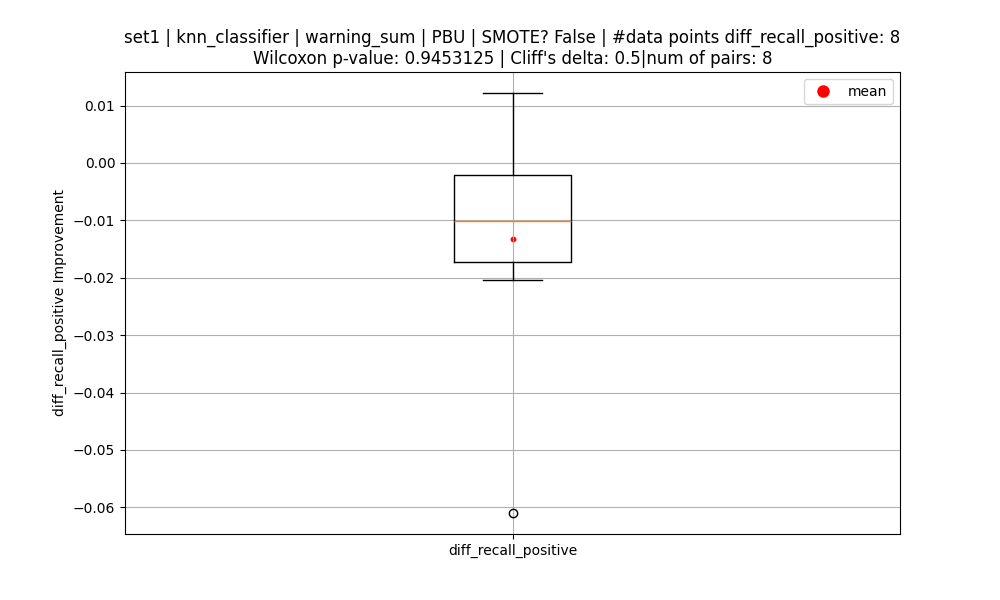 set1 | knn_classifier | warning_sum | PBU | SMOTE? False | #data points diff_recall_positive: 8
Wilcoxon p-value: 0.9453125 | Cliff's delta: 0.5|num of pairs: 8
mean
0.01
0.00
−0.01
−0.02
−0.03
−0.04
−0.05
−0.06
diff_recall_positive Improvement
diff_recall_positive